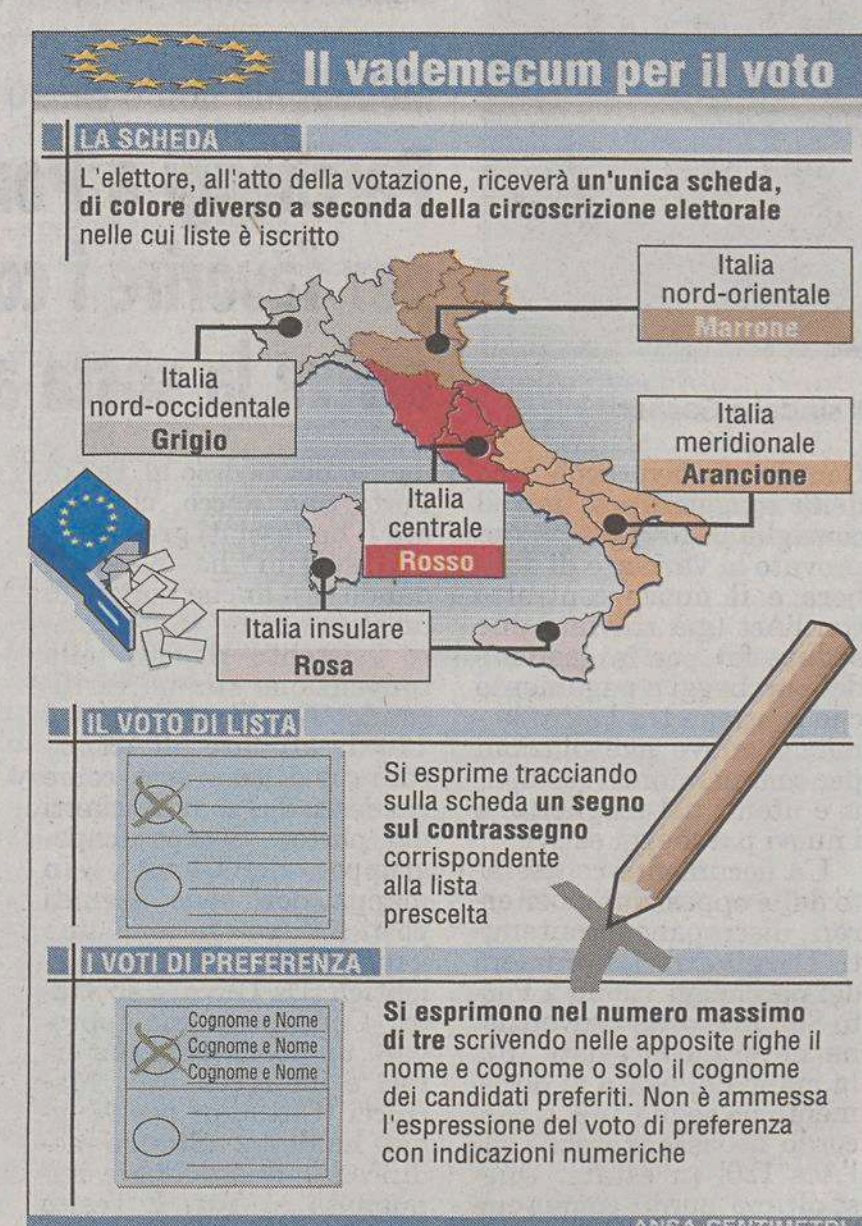 Il vademecum per il voto
LA SCHEDA
L'elettore, all'atto della votazione, riceverà un'unica scheda,
di colore diverso a seconda della circoscrizione elettorale
nelle cui liste è iscritto
Italia
nord-orientale
Marrone
Italia
nord-occidentale
Grigio
Italia
meridionale
Arancione
Italia
centrale
Rosso
Italia insulare
Rosa
IL VOTO DI LISTA
Si esprime tracciando
sulla scheda un segno
sul contrassegno
corrispondente
alla lista
prescelta
I VOTI DI PREFERENZA
Cognome e Nome
Cognome e Nome
Cognome e Nome
Si esprimono nel numero massimo
di tre scrivendo nelle apposite righe il
nome e cognome o solo il cognome
dei candidati preferiti. Non è ammessa
l'espressione del voto di preferenza
con indicazioni numeriche